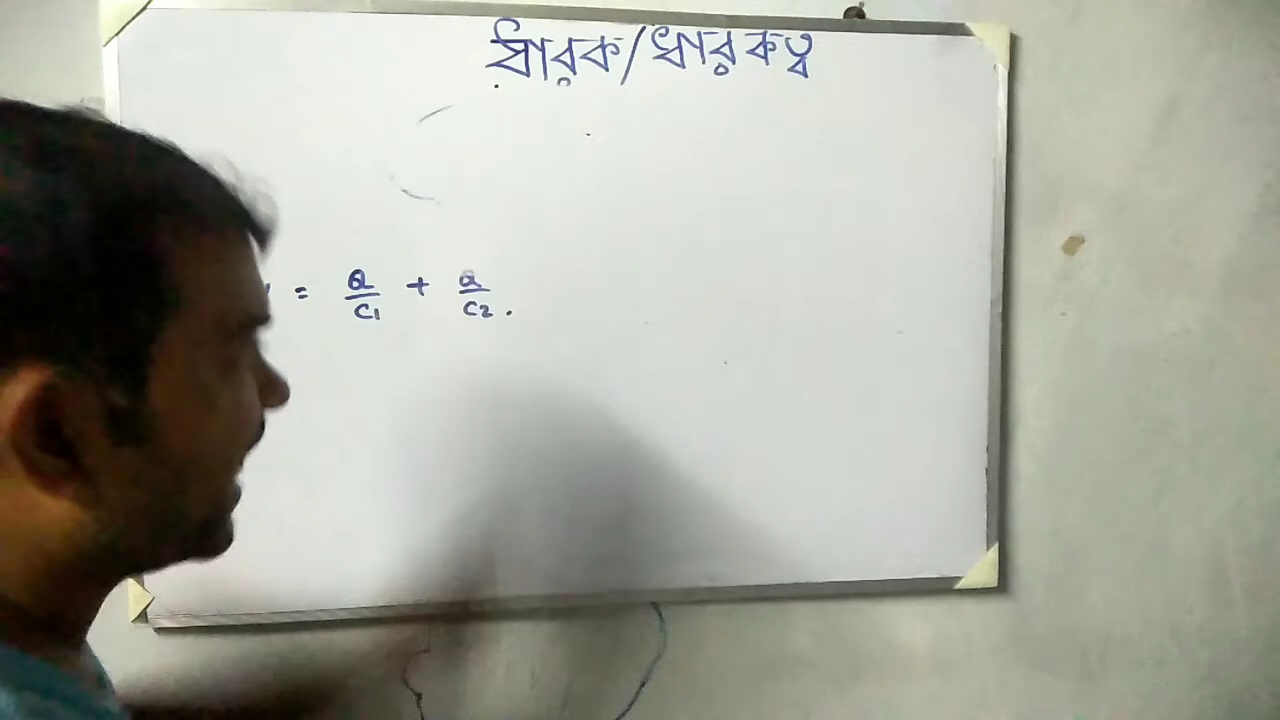 ধারক/ধারকত্ব
= Q/C1 + Q/C2.